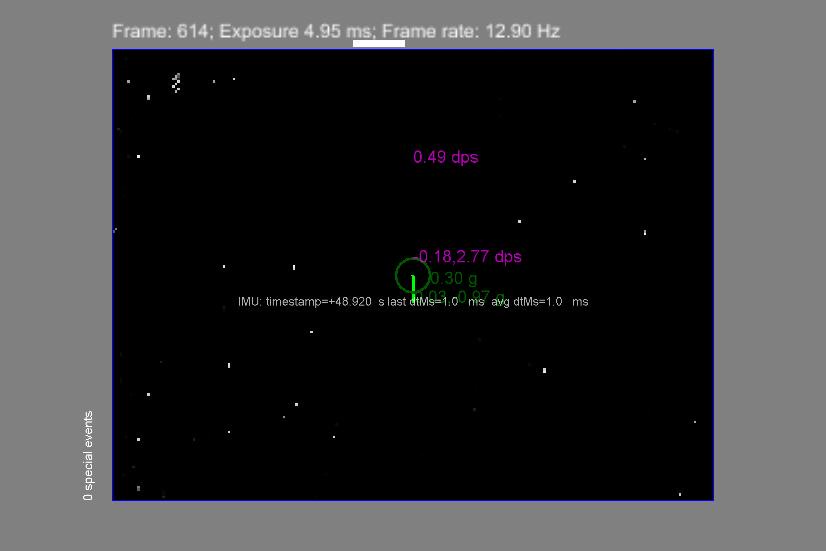 Frame: 614; Exposure 4.95 ms; Frame rate: 12.90 Hz
0.49 dps
-0.18,2.77 dps
0.30 g
IMU: timestamp=+48.920 s last dtMs=1.0 ms avg dtMs=1.0 ms
0 special events